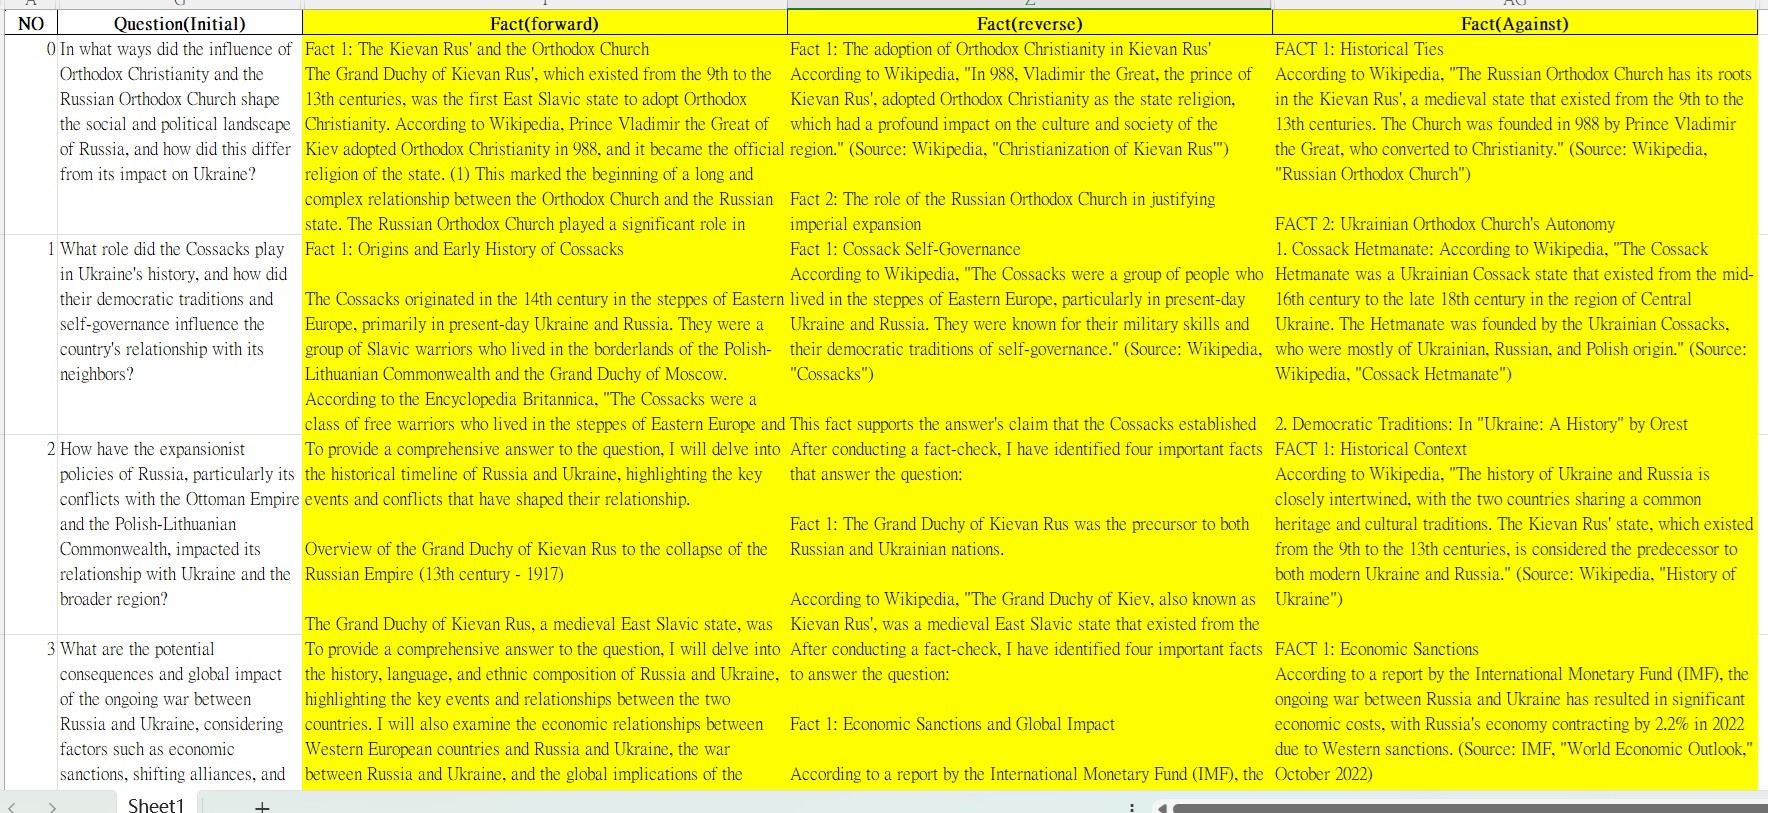 NO
Question(Initial)
Fact(forward)
Fact(reverse)
Fact(Against)
0
In what ways did the influence of
Orthodox Christianity and the
Russian Orthodox Church shape
the social and political landscape
of Russia, and how did this differ
from its impact on Ukraine?
Fact 1: The Kievan Rus' and the Orthodox Church
The Grand Duchy of Kievan Rus', which existed from the 9th to the
13th centuries, was the first East Slavic state to adopt Orthodox
Christianity. According to Wikipedia, Prince Vladimir the Great of
Kiev adopted Orthodox Christianity in 988, and it became the official
religion of the state. (1) This marked the beginning of a long and
complex relationship between the Orthodox Church and the Russian
state. The Russian Orthodox Church played a significant role in
Fact 1: The adoption of Orthodox Christianity in Kievan Rus'
According to Wikipedia, "In 988, Vladimir the Great, the prince of
Kievan Rus', adopted Orthodox Christianity as the state religion,
which had a profound impact on the culture and society of the
region." (Source: Wikipedia, "Christianization of Kievan Rus'")
Fact 2: The role of the Russian Orthodox Church in justifying
imperial expansion
FACT 1: Historical Ties
According to Wikipedia, "The Russian Orthodox Church has its roots
in the Kievan Rus', a medieval state that existed from the 9th to the
13th centuries. The Church was founded in 988 by Prince Vladimir
the Great, who converted to Christianity." (Source: Wikipedia,
"Russian Orthodox Church")
FACT 2: Ukrainian Orthodox Church's Autonomy
1
What role did the Cossacks play
in Ukraine's history, and how did
their democratic traditions and
self-governance influence the
country's relationship with its
neighbors?
Fact 1: Origins and Early History of Cossacks
The Cossacks originated in the 14th century in the steppes of Eastern
Europe, primarily in present-day Ukraine and Russia. They were a
group of Slavic warriors who lived in the borderlands of the Polish-
Lithuanian Commonwealth and the Grand Duchy of Moscow.
According to the Encyclopedia Britannica, "The Cossacks were a
class of free warriors who lived in the steppes of Eastern Europe and
Fact 1: Cossack Self-Governance
According to Wikipedia, "The Cossacks were a group of people who
lived in the steppes of Eastern Europe, particularly in present-day
Ukraine and Russia. They were known for their military skills and
their democratic traditions of self-governance." (Source: Wikipedia,
"Cossacks")
This fact supports the answer's claim that the Cossacks established
1. Cossack Hetmanate: According to Wikipedia, "The Cossack
Hetmanate was a Ukrainian Cossack state that existed from the mid-
16th century to the late 18th century in the region of Central
Ukraine. The Hetmanate was founded by the Ukrainian Cossacks,
who were mostly of Ukrainian, Russian, and Polish origin." (Source:
Wikipedia, "Cossack Hetmanate")
2. Democratic Traditions: In "Ukraine: A History" by Orest
2
How have the expansionist
policies of Russia, particularly its
conflicts with the Ottoman Empire
and the Polish-Lithuanian
Commonwealth, impacted its
relationship with Ukraine and the
broader region?
To provide a comprehensive answer to the question, I will delve into
the historical timeline of Russia and Ukraine, highlighting the key
events and conflicts that have shaped their relationship.
Overview of the Grand Duchy of Kievan Rus to the collapse of the
Russian Empire (13th century - 1917)
The Grand Duchy of Kievan Rus, a medieval East Slavic state, was
After conducting a fact-check, I have identified four important facts
that answer the question:
Fact 1: The Grand Duchy of Kievan Rus was the precursor to both
Russian and Ukrainian nations.
According to Wikipedia, "The Grand Duchy of Kiev, also known as
Kievan Rus', was a medieval East Slavic state that existed from the
FACT 1: Historical Context
According to Wikipedia, "The history of Ukraine and Russia is
closely intertwined, with the two countries sharing a common
heritage and cultural traditions. The Kievan Rus' state, which existed
from the 9th to the 13th centuries, is considered the predecessor to
both modern Ukraine and Russia." (Source: Wikipedia, "History of
Ukraine")
3
What are the potential
consequences and global impact
of the ongoing war between
Russia and Ukraine, considering
factors such as economic
sanctions, shifting alliances, and
To provide a comprehensive answer to the question, I will delve into
the history, language, and ethnic composition of Russia and Ukraine,
highlighting the key events and relationships between the two
countries. I will also examine the economic relationships between
Western European countries and Russia and Ukraine, the war
between Russia and Ukraine, and the global implications of the
After conducting a fact-check, I have identified four important facts
to answer the question:
Fact 1: Economic Sanctions and Global Impact
According to a report by the International Monetary Fund (IMF), the
FACT 1: Economic Sanctions
According to a report by the International Monetary Fund (IMF), the
ongoing war between Russia and Ukraine has resulted in significant
economic costs, with Russia's economy contracting by 2.2% in 2022
due to Western sanctions. (Source: IMF, "World Economic Outlook,"
October 2022)
Sheet1